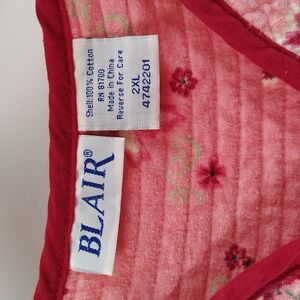 Shell:100% Cotton
RN 81700
Made in China
Reverse For Care
2XL
4742201
BLAIR®